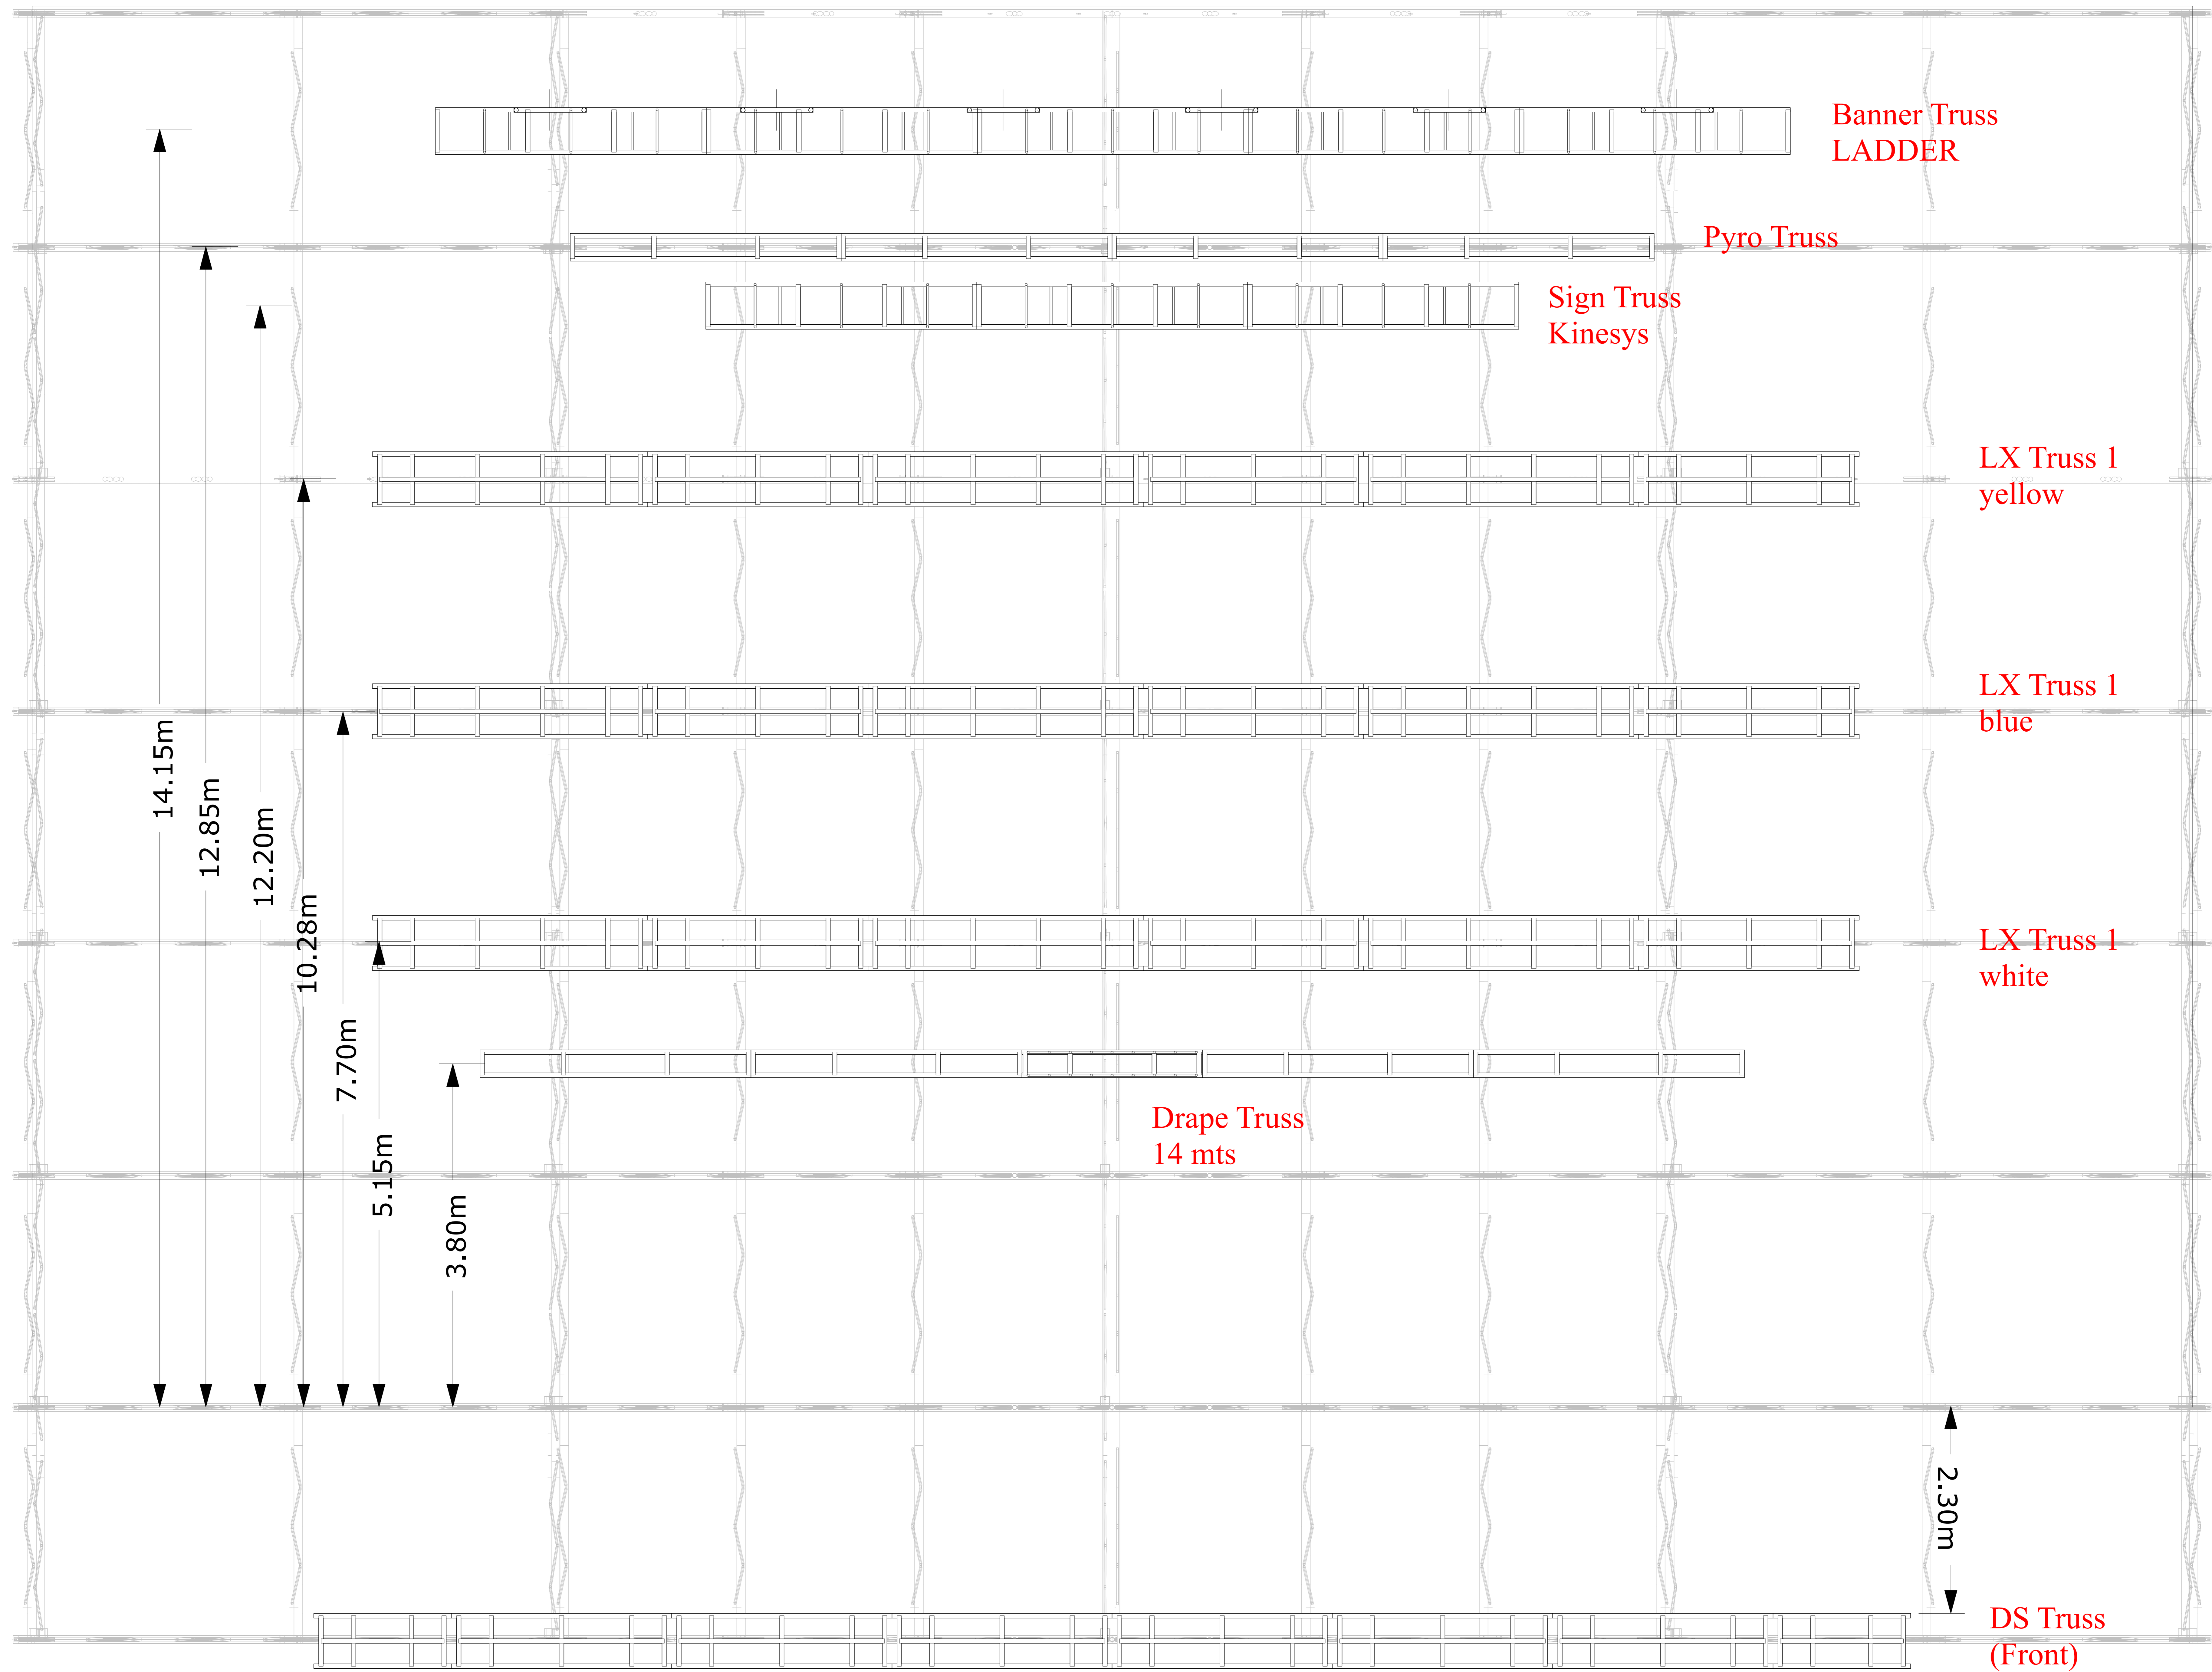 Banner Truss
LADDER
Pyro Truss
Sign Truss
Kinesys
LX Truss 1
yellow
LX Truss 1
blue
14.15m
12.85m
12.20m
10.28m
LX Truss 1
white
7.70m
Drape Truss
14 mts
5.15m
3.80m
2.30m
DS Truss
(Front)